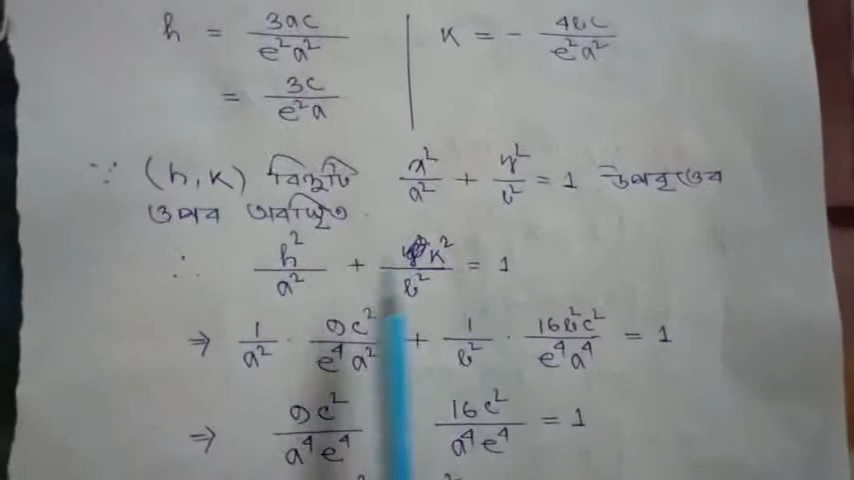 h = 3ac / e²a² | K = - 4bc / e²a²
= 3c / e²a
∵ (h, K) বিন্দুটি x²/a² + y²/b² = 1 উপবৃত্তের
ওপর অবস্থিত.
∴ h²/a² + K²/b² = 1
⇒ 1/a² · 9c²/e⁴a² + 1/b² · 16b²c²/e⁴a⁴ = 1
⇒ 9c²/a⁴e⁴ 16c²/a⁴e⁴ = 1